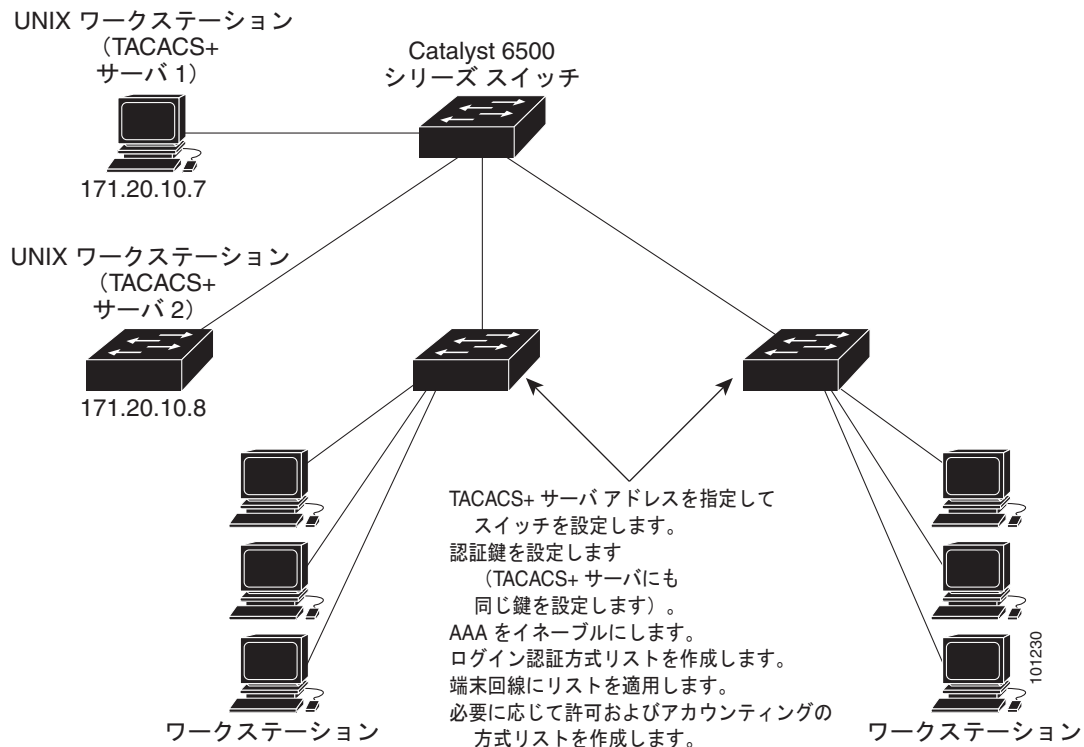 UNIX ワークステーション
（TACACS+
サーバ 1）
171.20.10.7
Catalyst 6500
シリーズ スイッチ
UNIX ワークステーション
（TACACS+
サーバ 2）
171.20.10.8
TACACS+ サーバ アドレスを指定して
スイッチを設定します。
認証鍵を設定します
（TACACS+ サーバにも
同じ鍵を設定します）。
AAA をイネーブルにします。
ログイン認証方式リストを作成します。
端末回線にリストを適用します。
必要に応じて許可およびアカウンティングの
方式リストを作成します。
ワークステーション
ワークステーション
101230